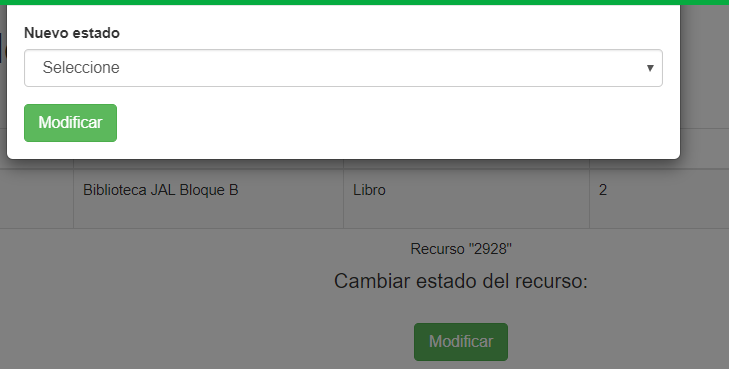 Nuevo estado
Seleccione
Modificar
Biblioteca JAL Bloque B Libro 2
Recurso "2928"
Cambiar estado del recurso:
Modificar